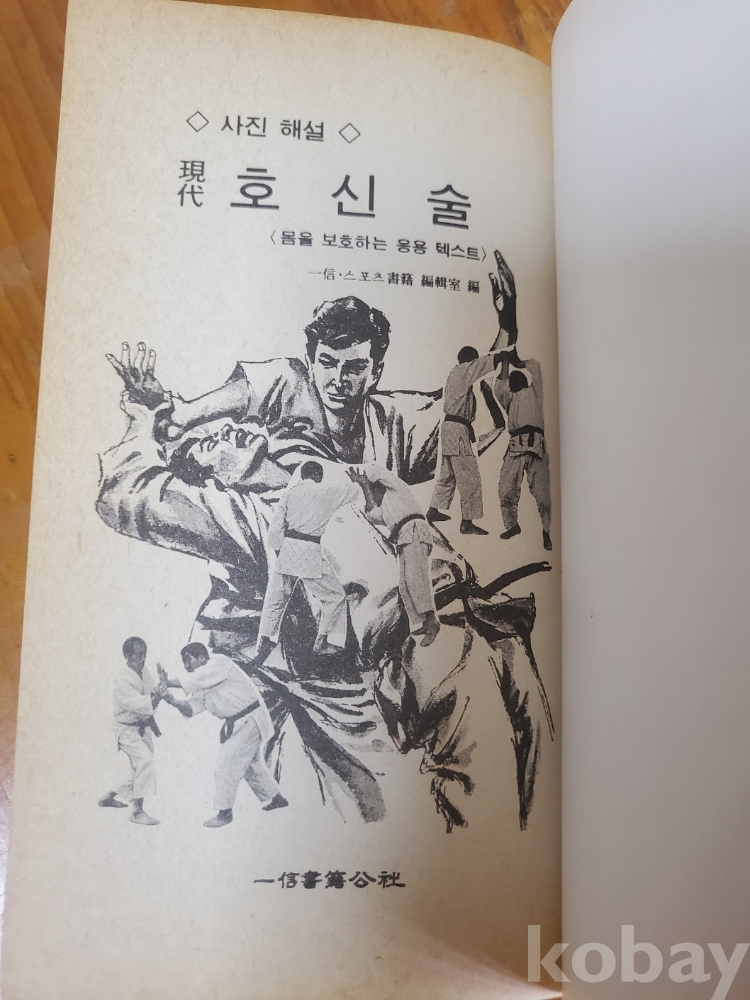 ◇ 사진 해설 ◇
現代 호신술
〈몸을 보호하는 응용 텍스트〉
一信·스포츠書籍 編輯室 編
一信書籍公社
kobay